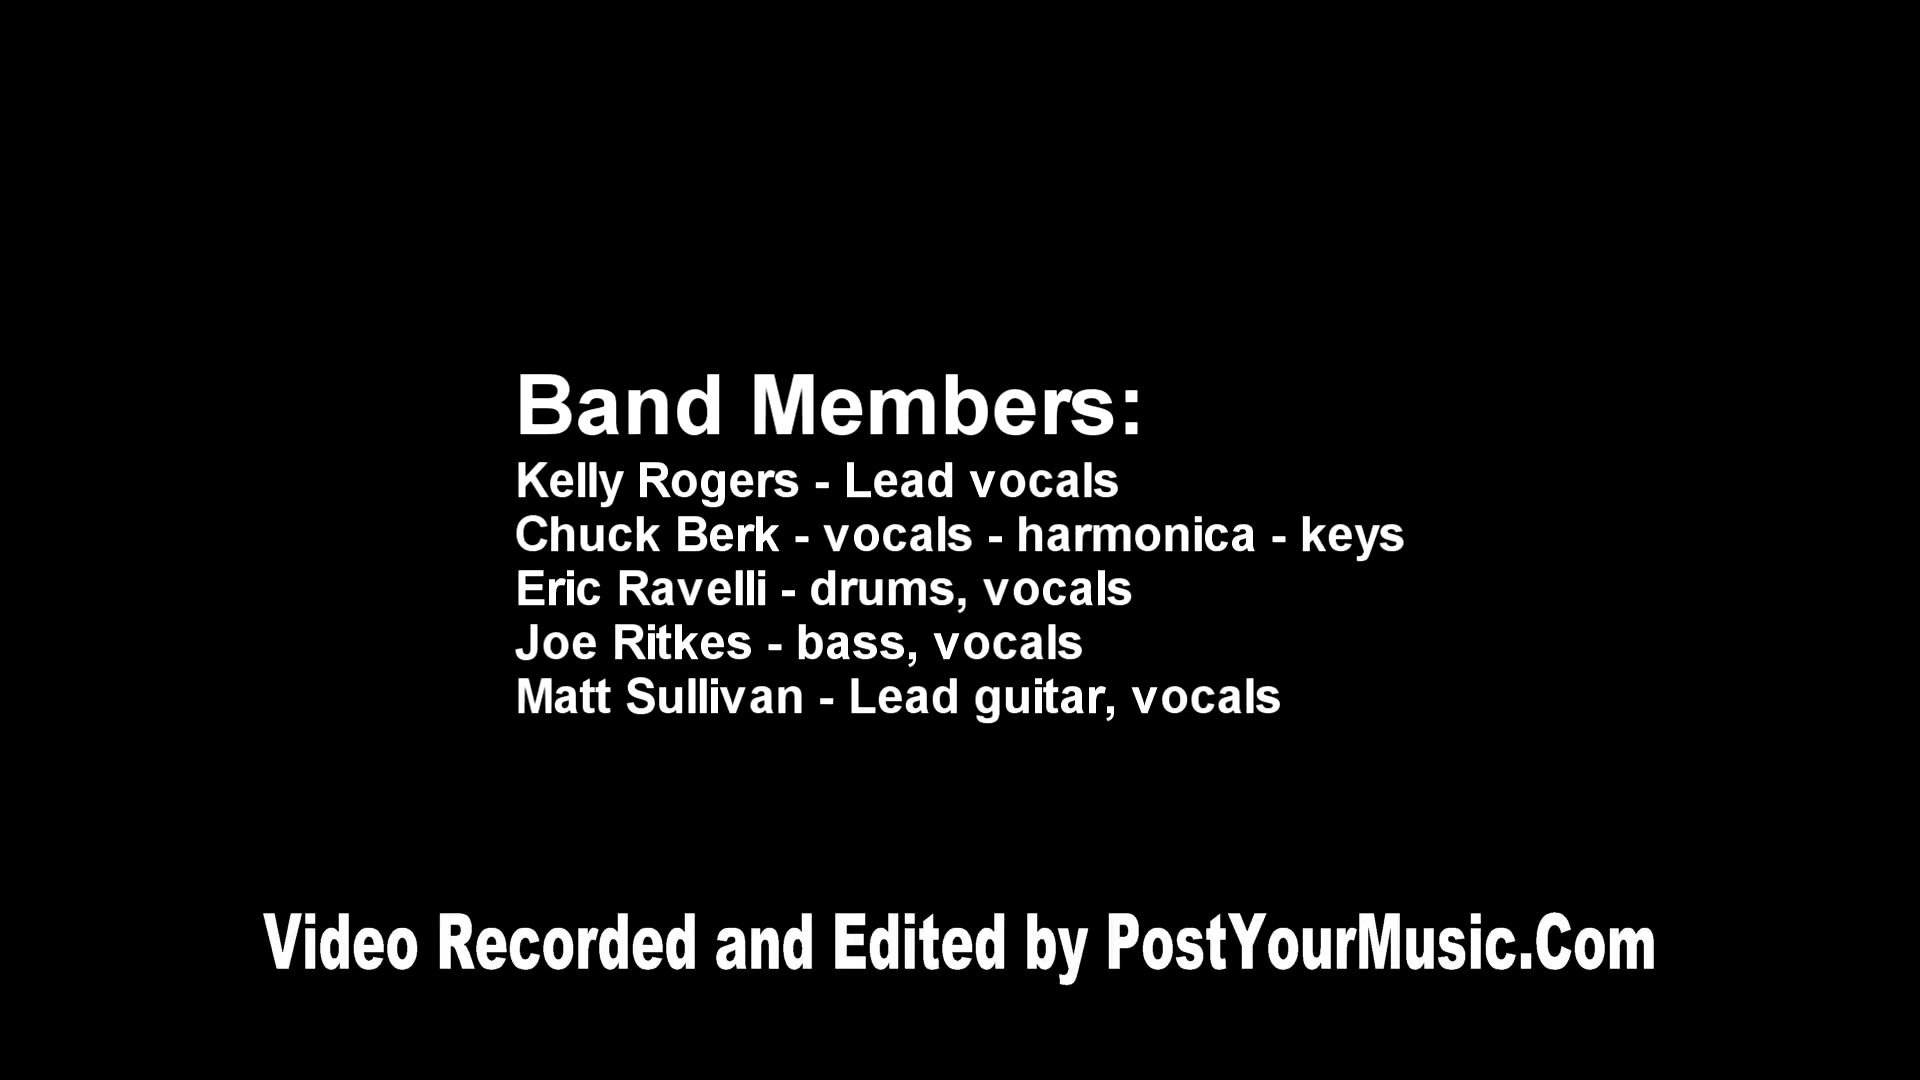 Band Members:
Kelly Rogers - Lead vocals
Chuck Berk - vocals - harmonica - keys
Eric Ravelli - drums, vocals
Joe Ritkes - bass, vocals
Matt Sullivan - Lead guitar, vocals
Video Recorded and Edited by PostYourMusic.Com